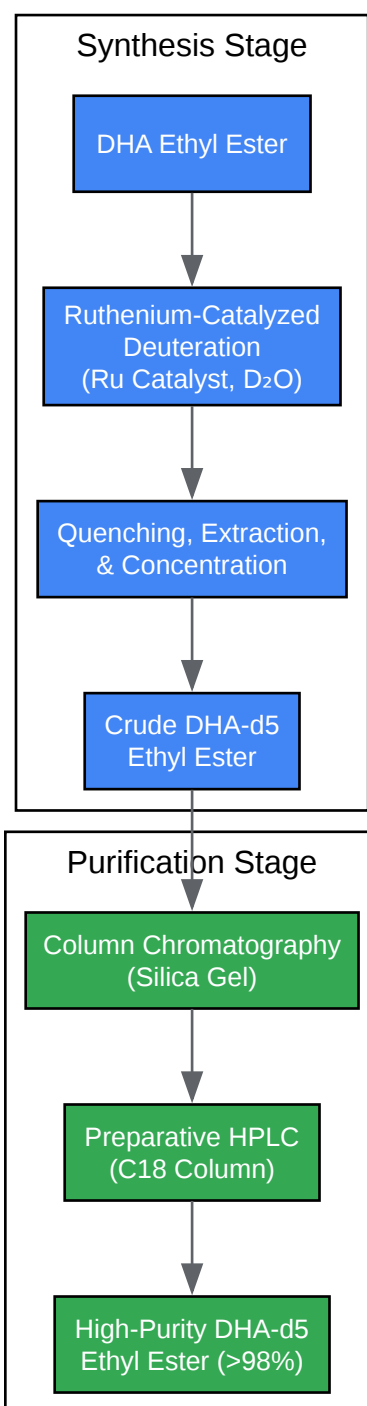 Synthesis Stage
DHA Ethyl Ester
Ruthenium-Catalyzed
Deuteration
(Ru Catalyst, D₂O)
Quenching, Extraction,
& Concentration
Crude DHA-d5
Ethyl Ester
Purification Stage
Column Chromatography
(Silica Gel)
Preparative HPLC
(C18 Column)
High-Purity DHA-d5
Ethyl Ester (>98%)